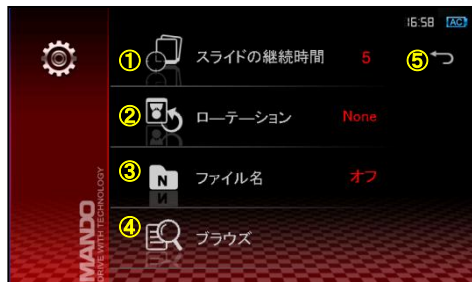 16:58 AC
① スライドの継続時間 5
⑤
② ローテーション None
③ N ファイル名 オフ
④ ブラウズ
MANDO
DRIVE WITH TECHNOLOGY